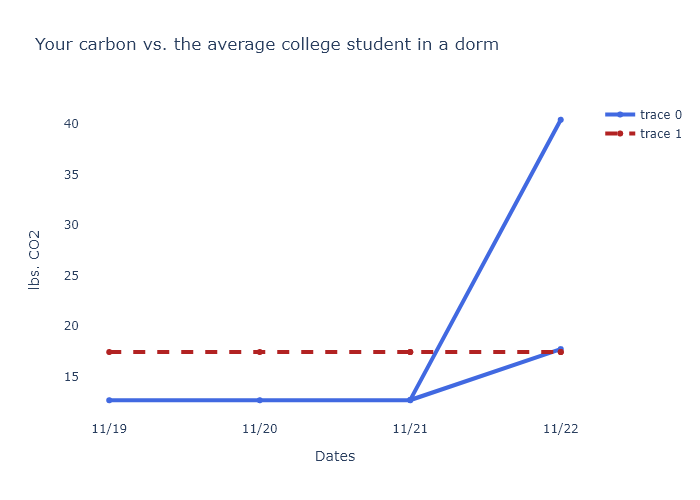 Your carbon vs. the average college student in a dorm
trace 0
trace 1
40
35
30
25
20
15
lbs. CO2
11/19
11/20
11/21
11/22
Dates